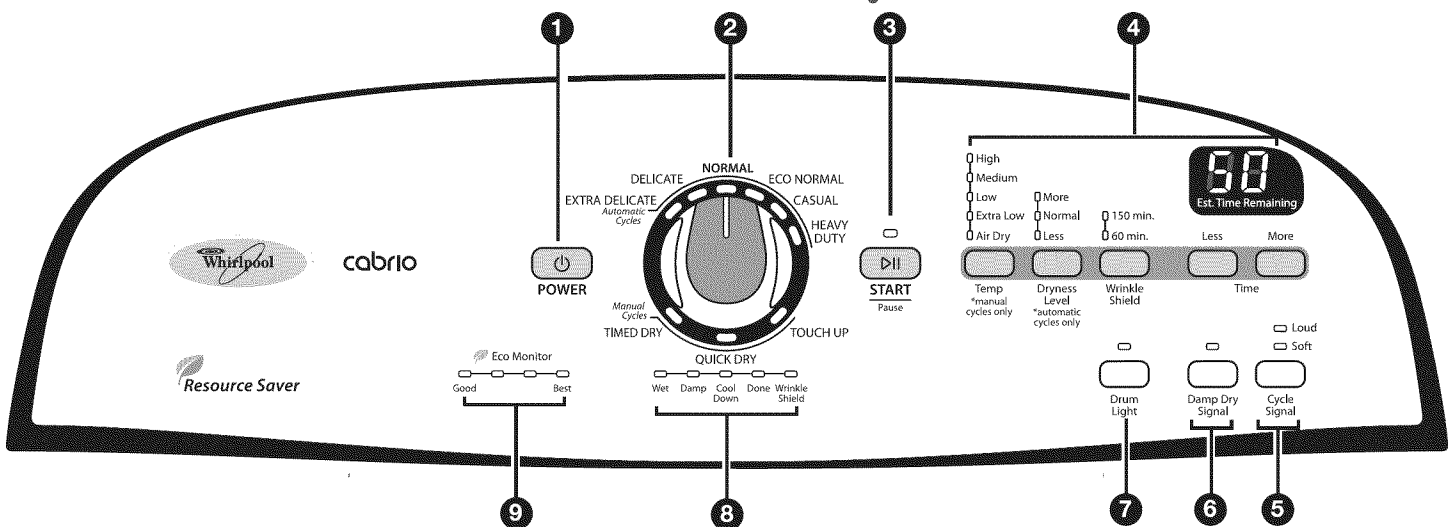 1
2
3
4
High
Medium
Low
Extra Low
Air Dry
More
Normal
Less
150 min.
60 min.
50
Est. Time Remaining
Less
More
NORMAL
DELICATE
ECO NORMAL
EXTRA DELICATE
CASUAL
Automatic
Cycles
HEAVY
DUTY
Whirlpool
cabrio
POWER
START
Pause
Temp
*manual
cycles only
Dryness
Level
*automatic
cycles only
Wrinkle
Shield
Time
Manual
Cycles
TIMED DRY
TOUCH UP
QUICK DRY
Loud
Soft
Resource Saver
Eco Monitor
Good
Best
Wet
Damp
Cool
Down
Done
Wrinkle
Shield
Drum
Light
Damp Dry
Signal
Cycle
Signal
9
8
7
6
5